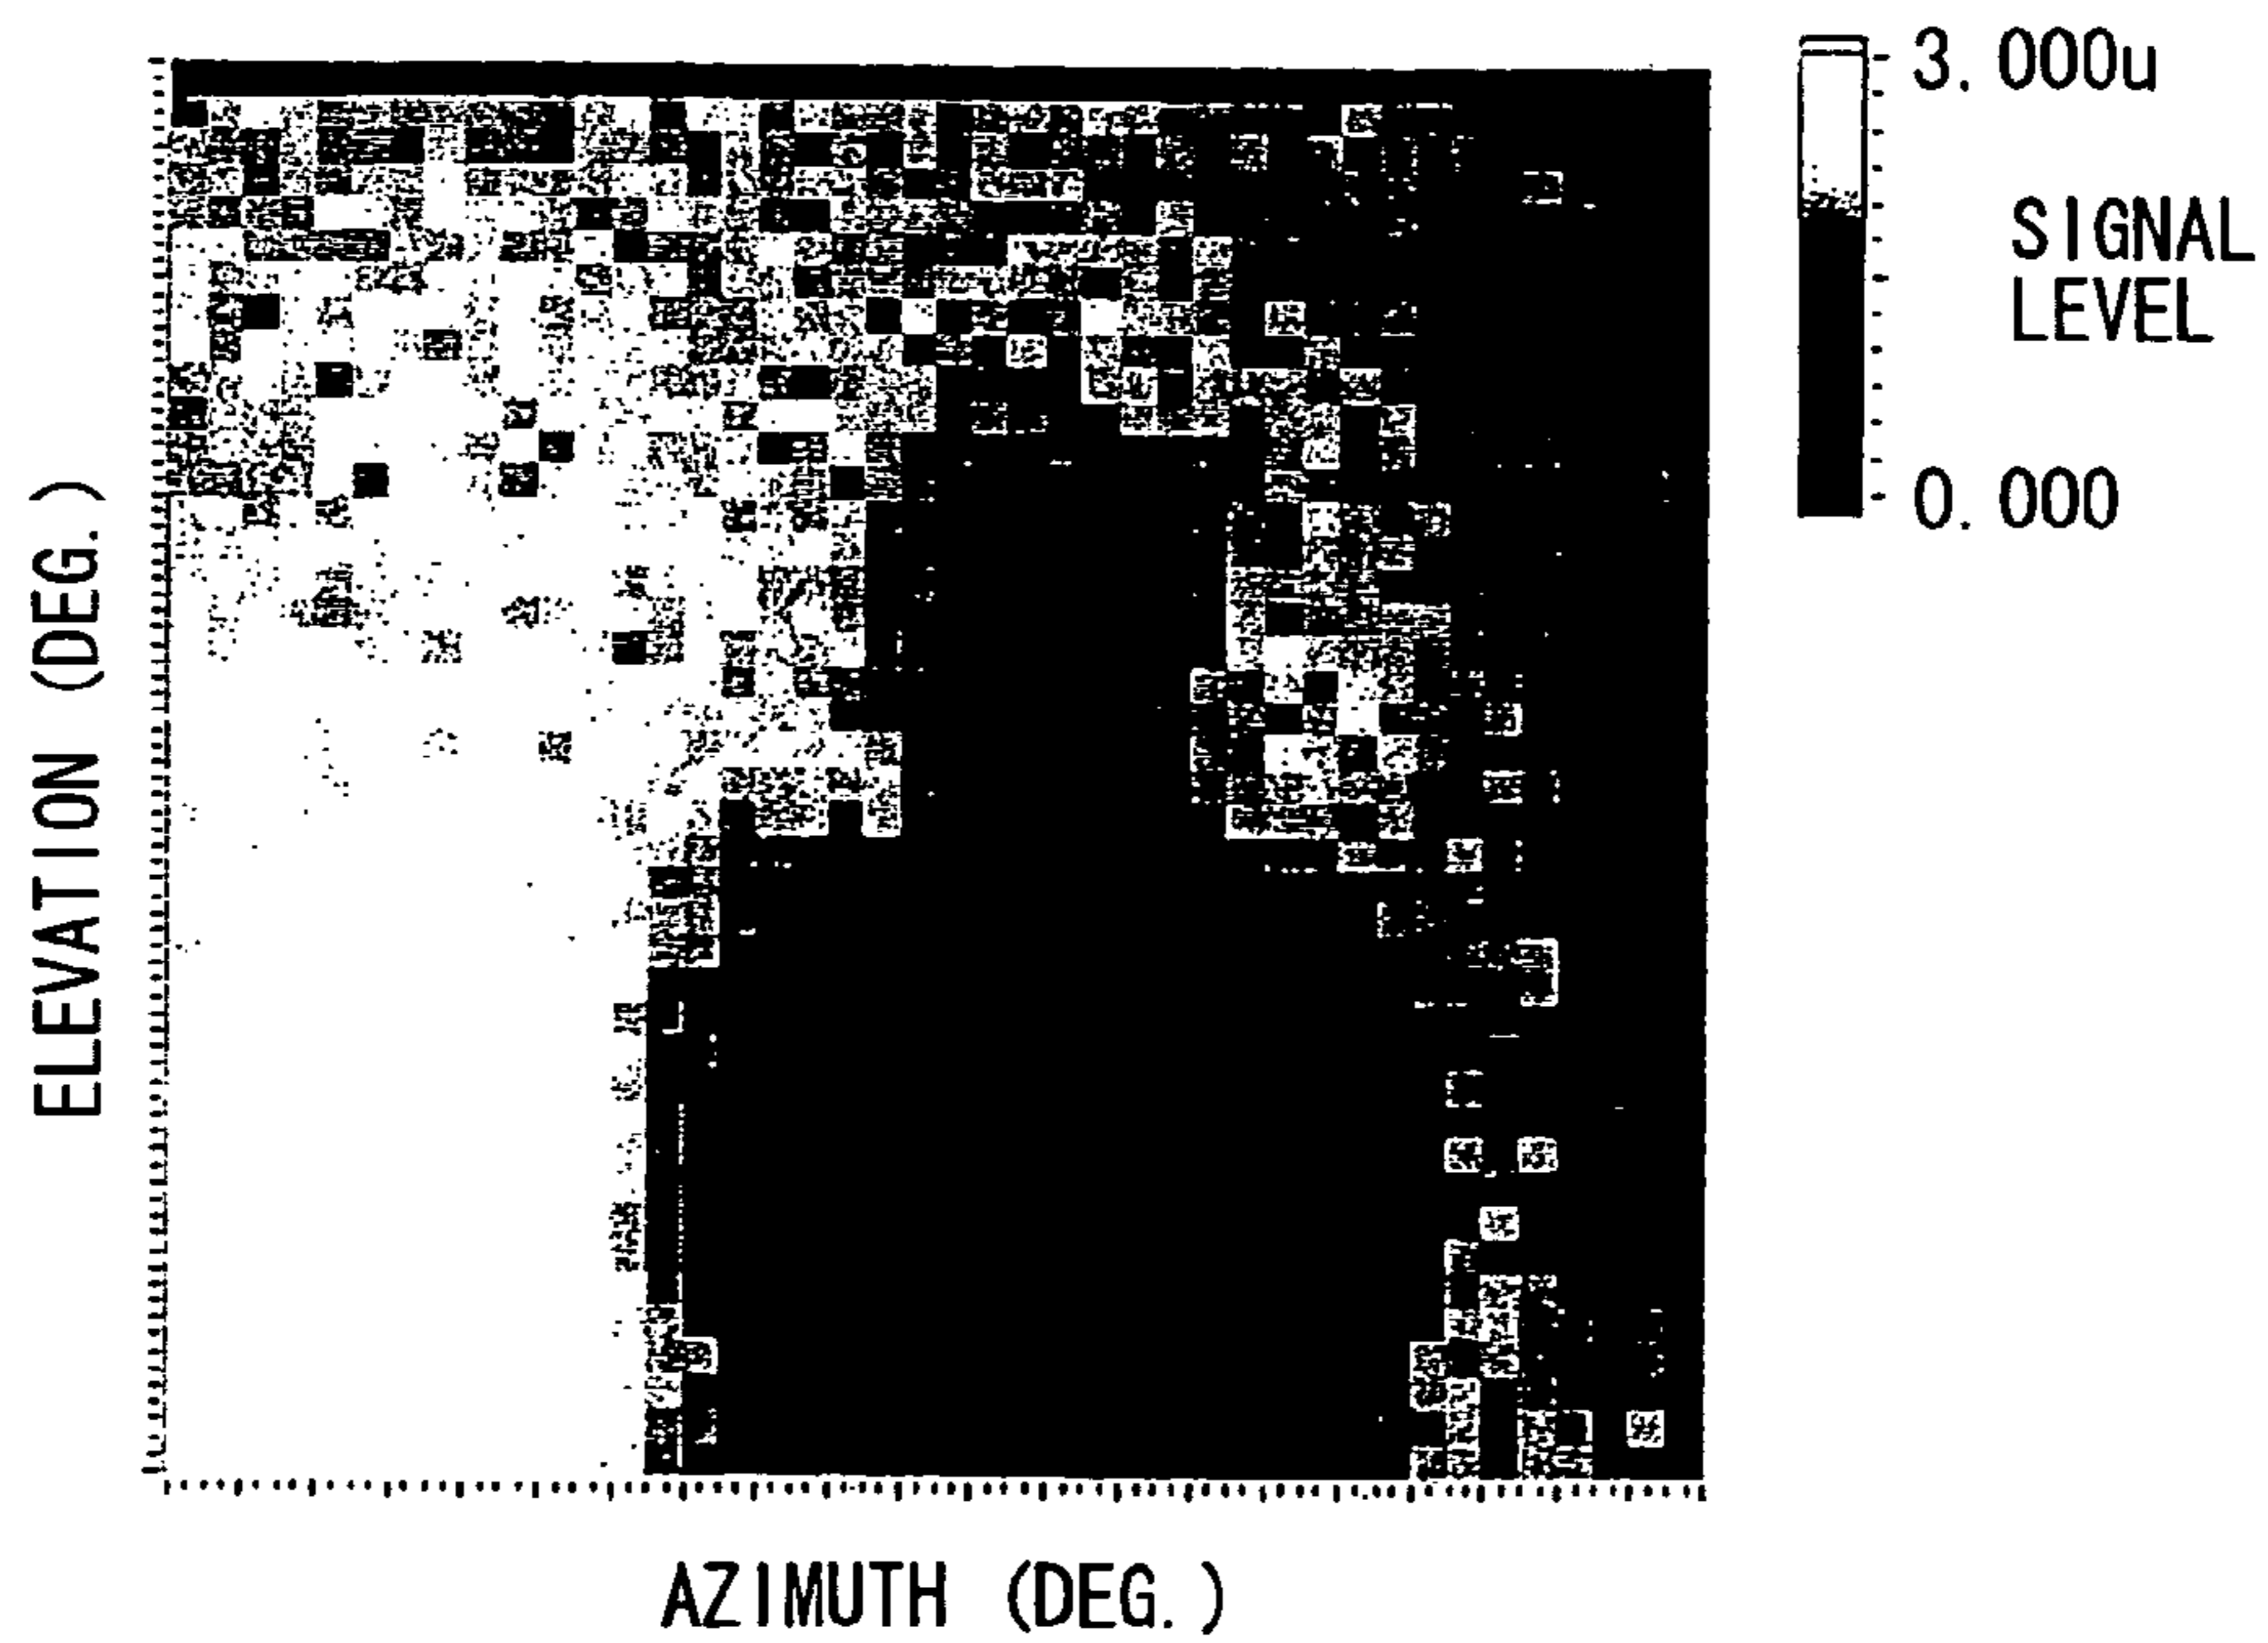 3.000u
SIGNAL
LEVEL
0.000
ELEVATION (DEG.)
AZIMUTH (DEG.)